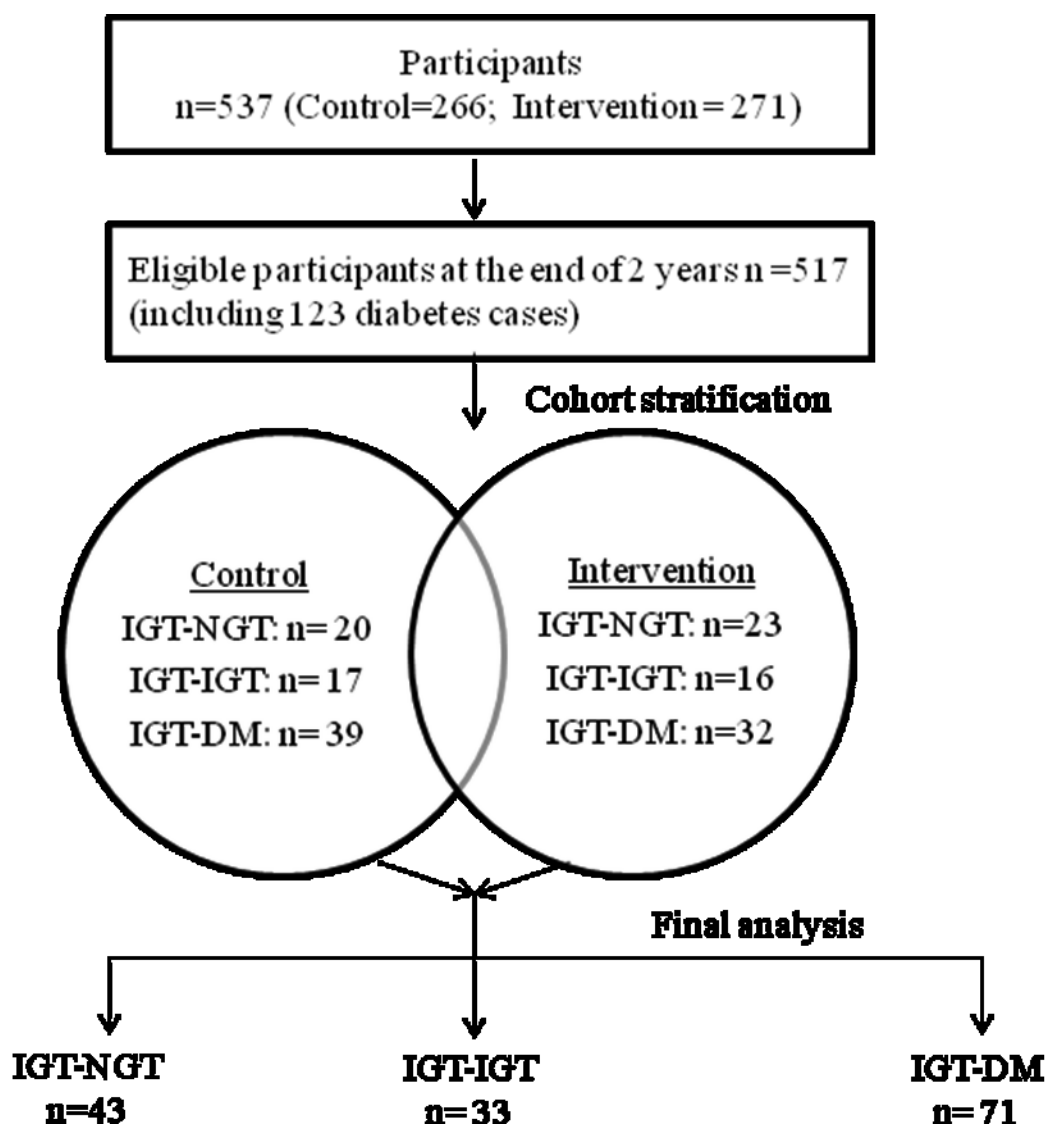 Participants
n=537 (Control=266; Intervention=271)
Eligible participants at the end of 2 years n=517
(including 123 diabetes cases)
Cohort stratification
Control
IGT-NGT: n= 20
IGT-IGT: n= 17
IGT-DM: n= 39
Intervention
IGT-NGT: n=23
IGT-IGT: n=16
IGT-DM: n=32
Final analysis
IGT-NGT
n=43
IGT-IGT
n=33
IGT-DM
n=71